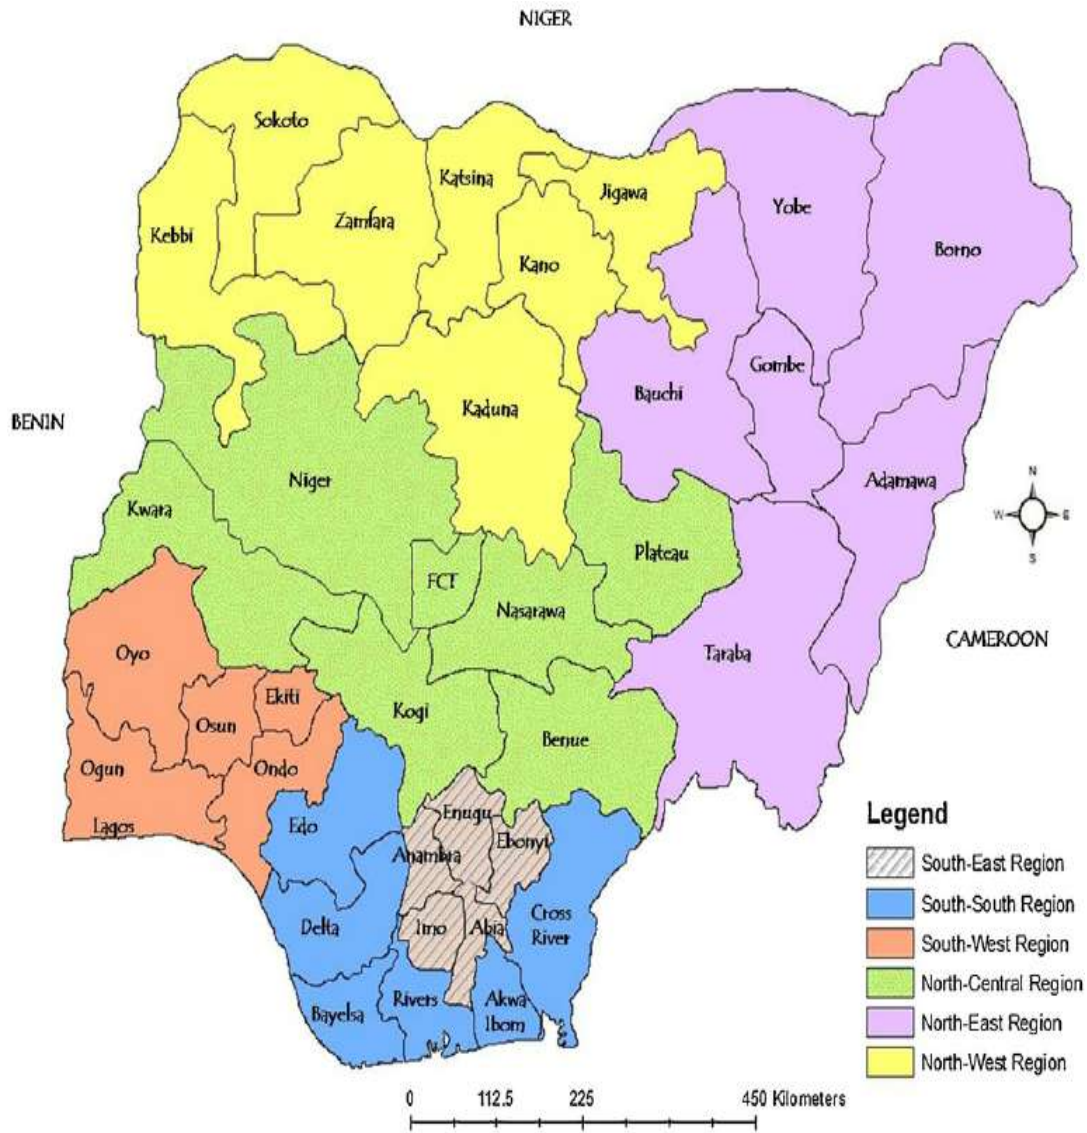 NIGER
Sokoto
Katsina
Jigawa
Yobe
Zamfara
Kebbi
Borno
Kano
Gombe
Bauchi
Kaduna
BENIN
Niger
Adamawa
N
W
E
S
Kwara
Plateau
FCT
Nasarawa
CAMEROON
Oyo
Taraba
Ekiti
Kogi
Osun
Benue
Ogun
Ondo
Lagos
Edo
Enugu
Ebonyi
Anambra
Delta
Imo
Abia
Cross
River
Bayelsa
Rivers
Akwa
Ibom
Legend
South-East Region
South-South Region
South-West Region
North-Central Region
North-East Region
North-West Region
0 112.5 225 450 Kilometers